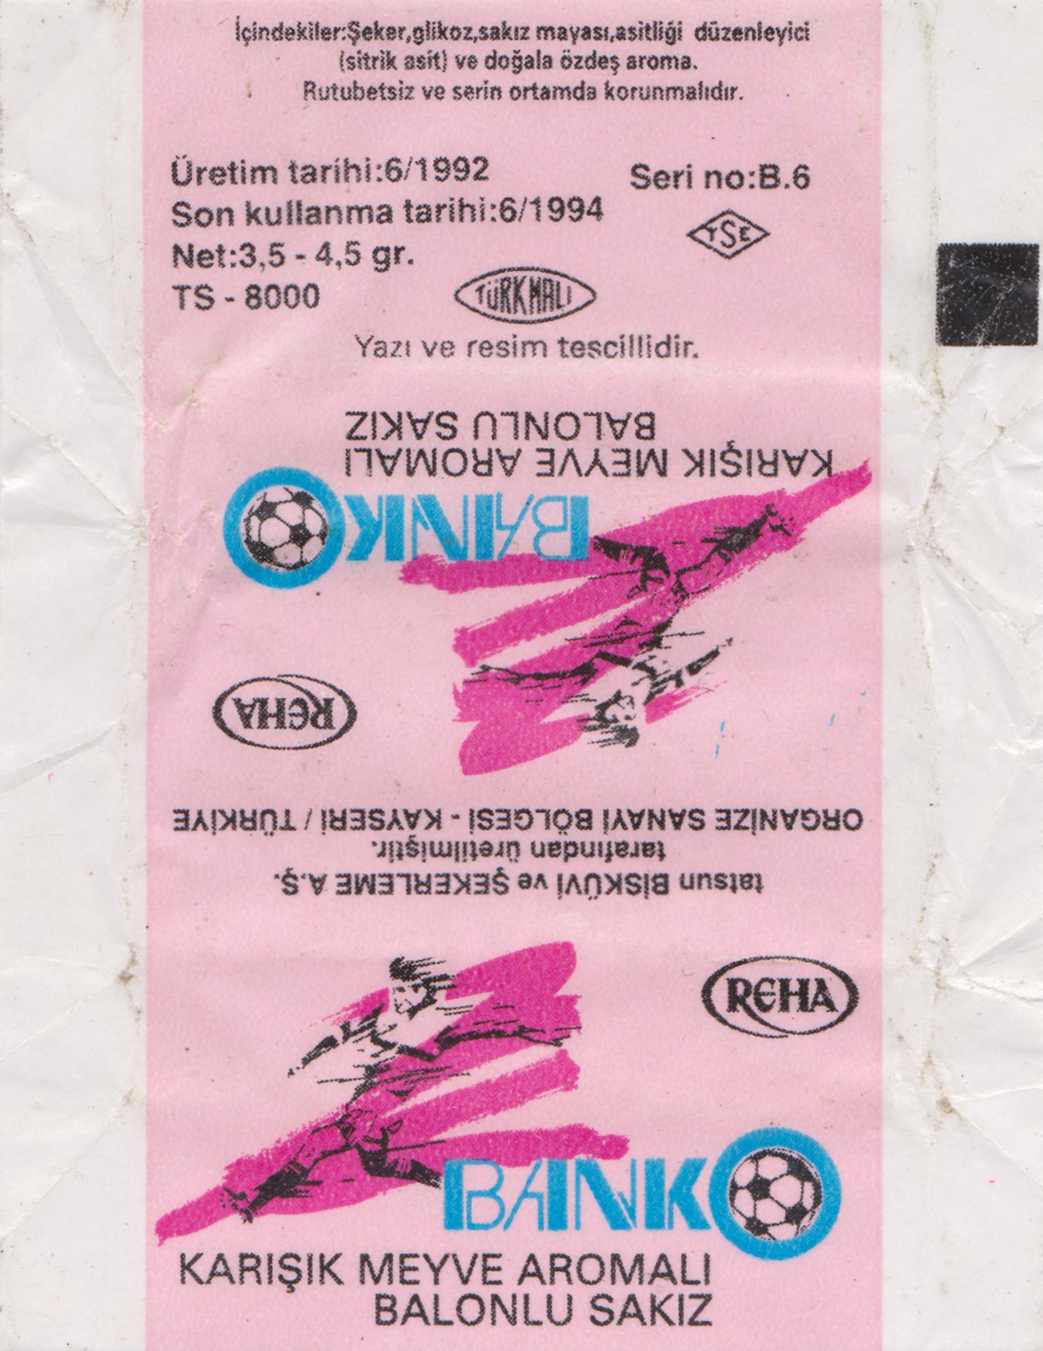 İçindekiler:Şeker,glikoz,sakız mayası,asitliği düzenleyici
(sitrik asit) ve doğala özdeş aroma.
Rutubetsiz ve serin ortamda korunmalıdır.
Üretim tarihi:6/1992
Seri no:B.6
Son kullanma tarihi:6/1994
TSE
Net:3,5 - 4,5 gr.
TS - 8000
TÜRK MALI
Yazı ve resim tescillidir.
BALONLU SAKIZ
KARIŞIK MEYVE AROMALI
BANKO
REHA
ORGANİZE SANAYİ BÖLGESİ - KAYSERİ / TÜRKİYE
tarafından üretilmiştir.
tatsun BİSKÜVİ ve ŞEKERLEME A.Ş.
REHA
BANKO
KARIŞIK MEYVE AROMALI
BALONLU SAKIZ